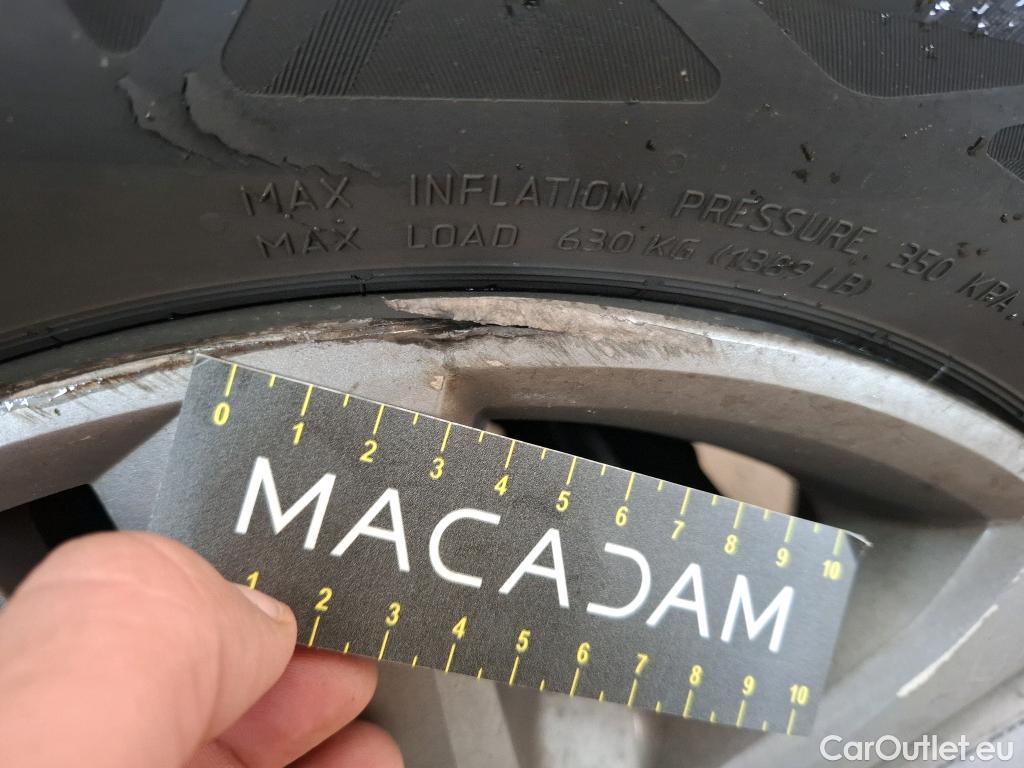 MAX INFLATION PRESSURE 350 KPA
MAX LOAD 630 KG (1389 LB)
0 1 2 3 4 5 6 7 8 9 10
MACADAM
1 2 3 4 5 6 7 8 9 10
CarOutlet.eu